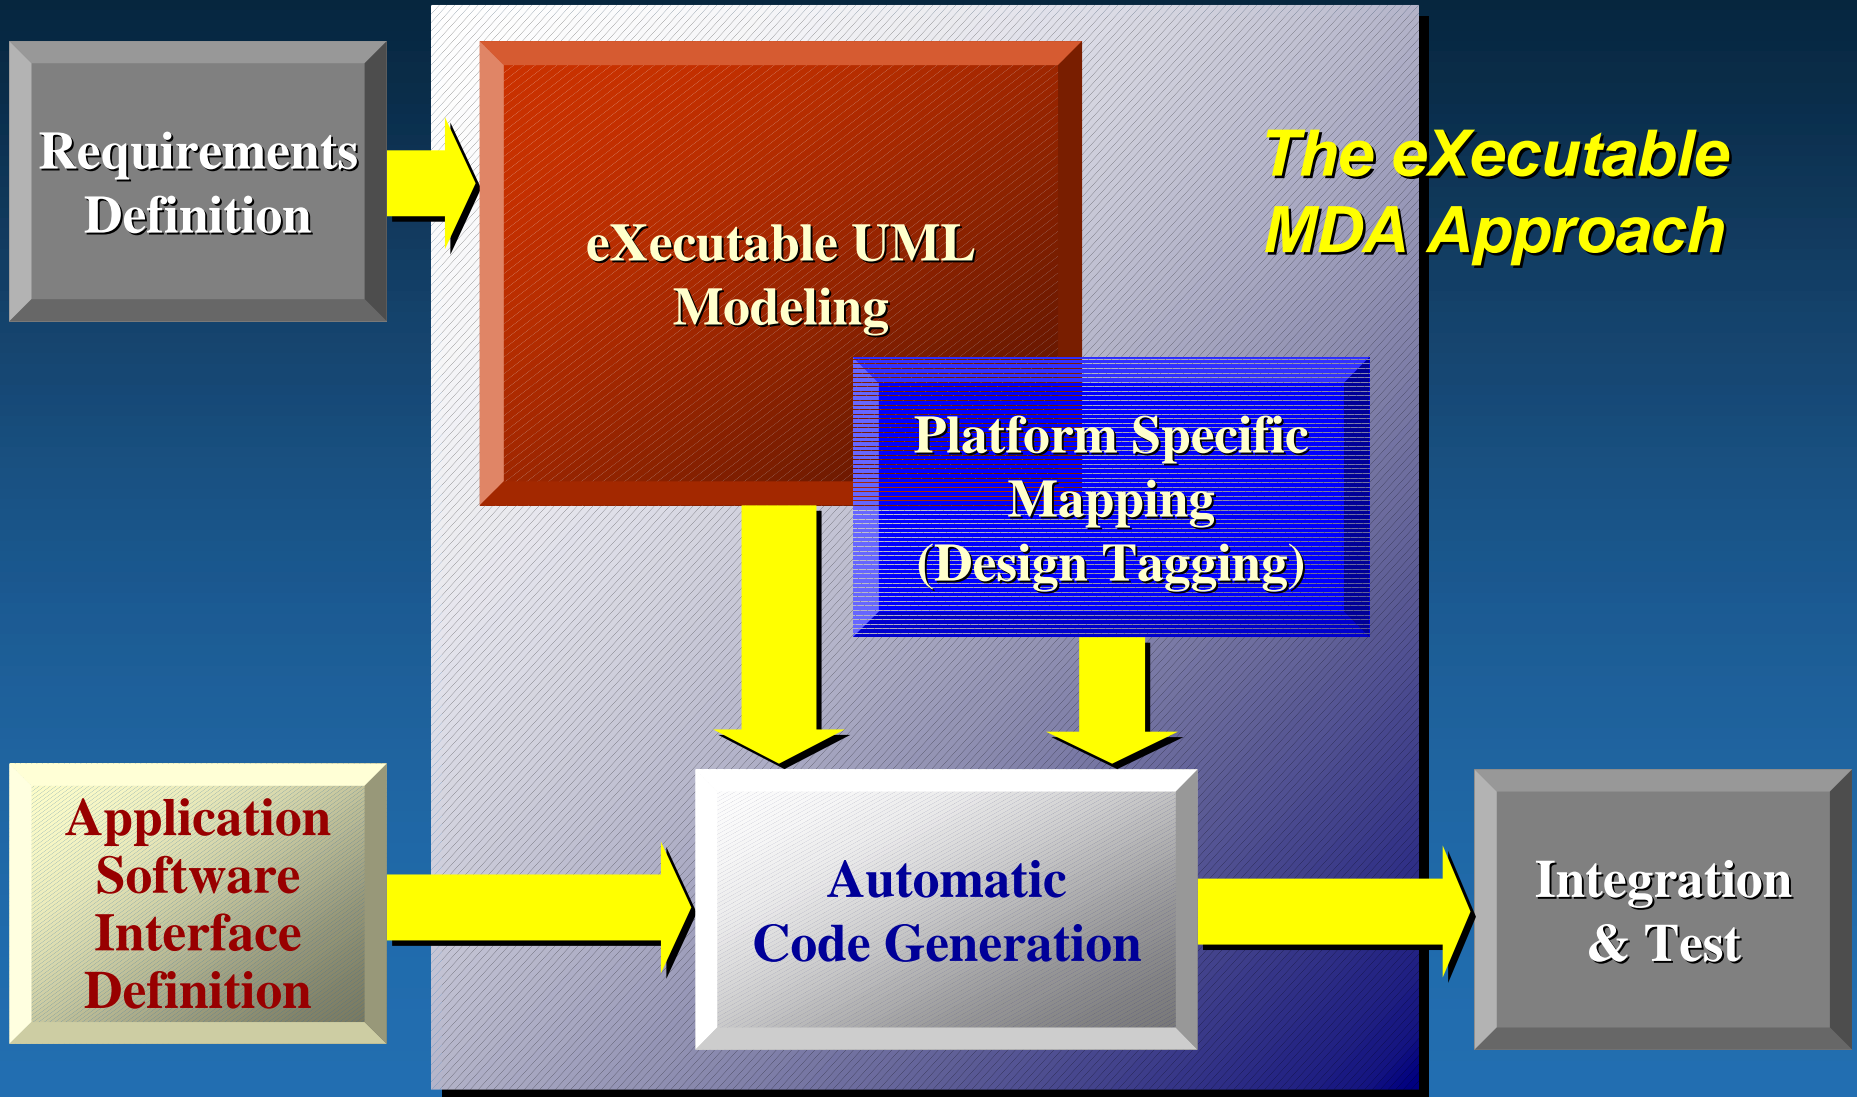 Requirements
Definition
eXecutable UML
Modeling
The eXecutable
MDA Approach
Platform Specific
Mapping
(Design Tagging)
Application
Software
Interface
Definition
Automatic
Code Generation
Integration
& Test